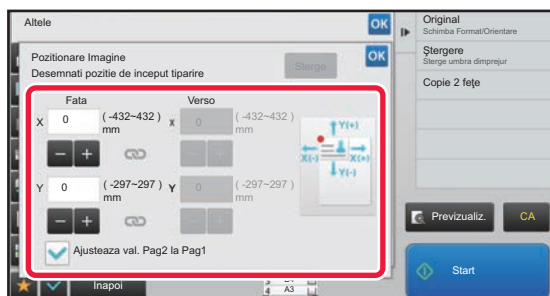 Altele
OK
Original
Schimba Format/Orientare
Pozitionare Imagine
OK
Desemnati pozitie de inceput tiparire
Sterge
Ştergere
Sterge umbra dimprejur
Copie 2 feţe
Fata
Verso
X 0 (-432~432) mm
x 0 (-432~432) mm
Y(+)
X(-) X(+)
Y(-)
Y 0 (-297~297) mm
Y 0 (-297~297) mm
Previzualiz.
CA
Ajusteaza val. Pag2 la Pag1
Start
Inapoi
4 A3